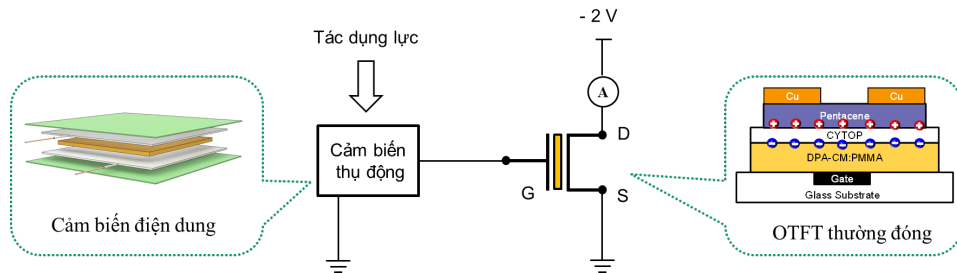 - 2 V
Tác dụng lực
A
D
Cảm biến
thụ động
G
S
Cảm biến điện dung
Cu
Cu
Pentacene
CYTOP
DPA-CM:PMMA
Gate
Glass Substrate
OTFT thường đóng